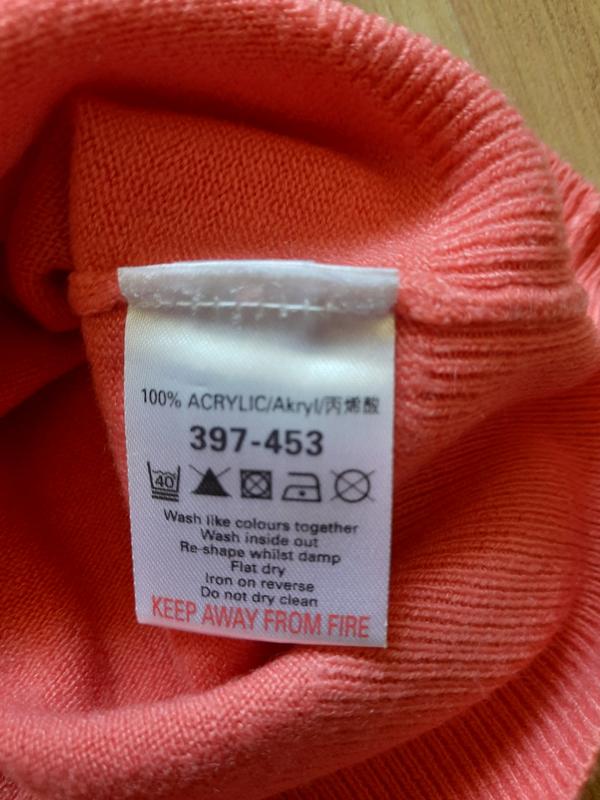 100% ACRYLIC/Akryl/丙烯酸
397-453
40
Wash like colours together
Wash inside out
Re-shape whilst damp
Flat dry
Iron on reverse
Do not dry clean
KEEP AWAY FROM FIRE